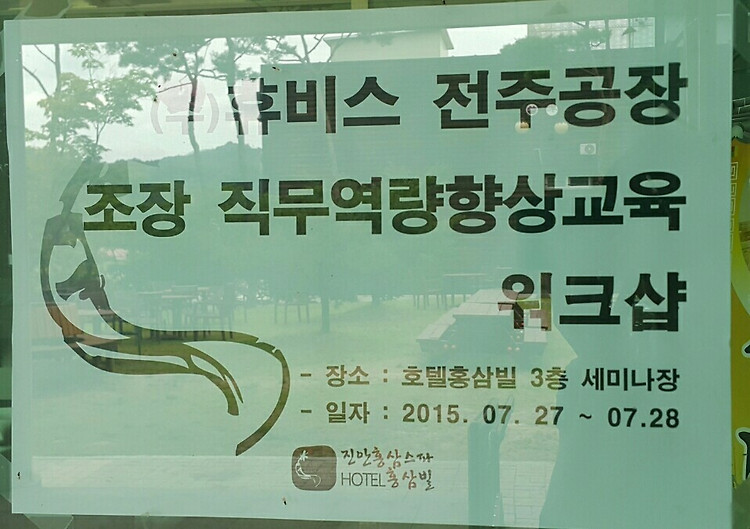 (주)휴비스 전주공장
조장 직무역량향상교육
워크샵
- 장소 : 호텔홍삼빌 3층 세미나장
- 일자 : 2015. 07. 27 ~ 07.28
진안홍삼스파
HOTEL홍삼빌